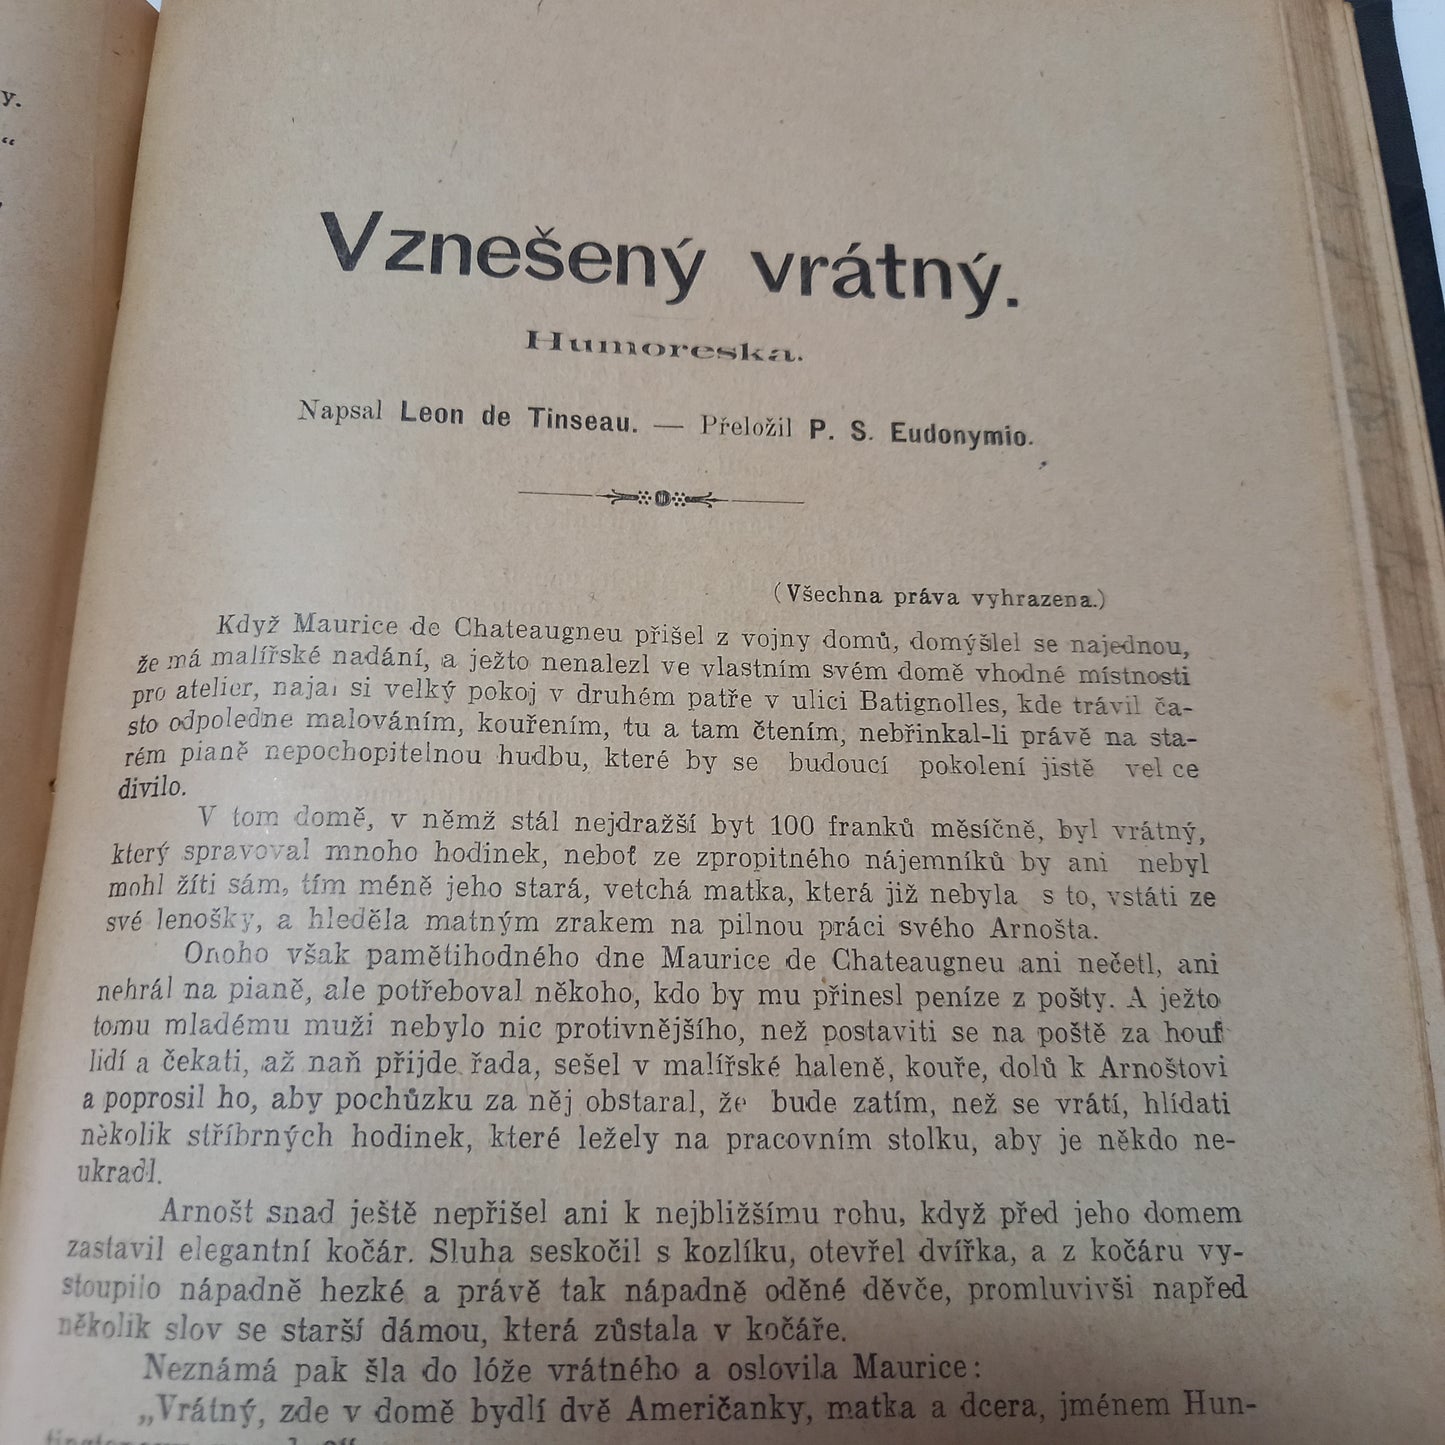 y.
“
Vznešený vrátný.
Humoreska.
Napsal Leon de Tinseau. — Přeložil P. S. Eudonymio.
(Všechna práva vyhrazena.)
Když Maurice de Chateaugneu přišel z vojny domů, domýšlel se najednou,
že má malířské nadání, a ježto nenalezl ve vlastním svém domě vhodné místnosti
pro atelier, najal si velký pokoj v druhém patře v ulici Batignolles, kde trávil ča-
sto odpoledne malováním, kouřením, tu a tam čtením, nebřinkal-li právě na sta-
rém pianě nepochopitelnou hudbu, které by se budoucí pokolení jistě vel ce
divilo.
V tom domě, v němž stál nejdražší byt 100 franků měsíčně, byl vrátný,
který spravoval mnoho hodinek, neboť ze zpropitného nájemníků by ani nebyl
mohl žíti sám, tím méně jeho stará, vetchá matka, která již nebyla s to, vstáti ze
své lenošky, a hleděla matným zrakem na pilnou práci svého Arnošta.
Onoho však pamětihodného dne Maurice de Chateaugneu ani nečetl, ani
nehrál na pianě, ale potřeboval někoho, kdo by mu přinesl peníze z pošty. A ježto
tomu mladému muži nebylo nic protivnějšího, než postaviti se na poště za houf
lidí a čekati, až naň přijde řada, sešel v malířské haleně, kouře, dolů k Arnoštovi
a poprosil ho, aby pochůzku za něj obstaral, že bude zatím, než se vrátí, hlídati
několik stříbrných hodinek, které ležely na pracovním stolku, aby je někdo ne-
ukradl.
Arnošt snad ještě nepřišel ani k nejbližšímu rohu, když před jeho domem
zastavil elegantní kočár. Sluha seskočil s kozlíku, otevřel dvířka, a z kočáru vy-
stoupilo nápadně hezké a právě tak nápadně oděné děvče, promluvivši napřed
několik slov se starší dámou, která zůstala v kočáře.
Neznámá pak šla do lóže vrátného a oslovila Maurice:
„Vrátný, zde v domě bydlí dvě Američanky, matka a dcera, jménem Hun-